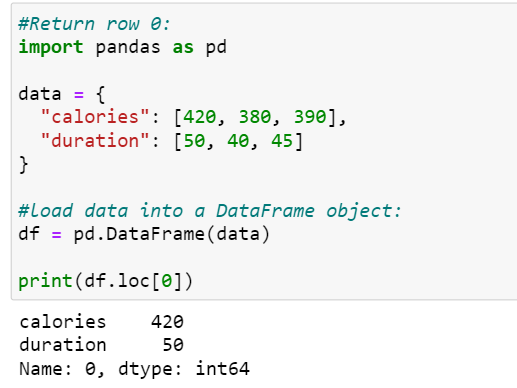 #Return row 0:
import pandas as pd
data = {
  "calories": [420, 380, 390],
  "duration": [50, 40, 45]
}
#load data into a DataFrame object:
df = pd.DataFrame(data)
print(df.loc[0])
calories    420
duration     50
Name: 0, dtype: int64